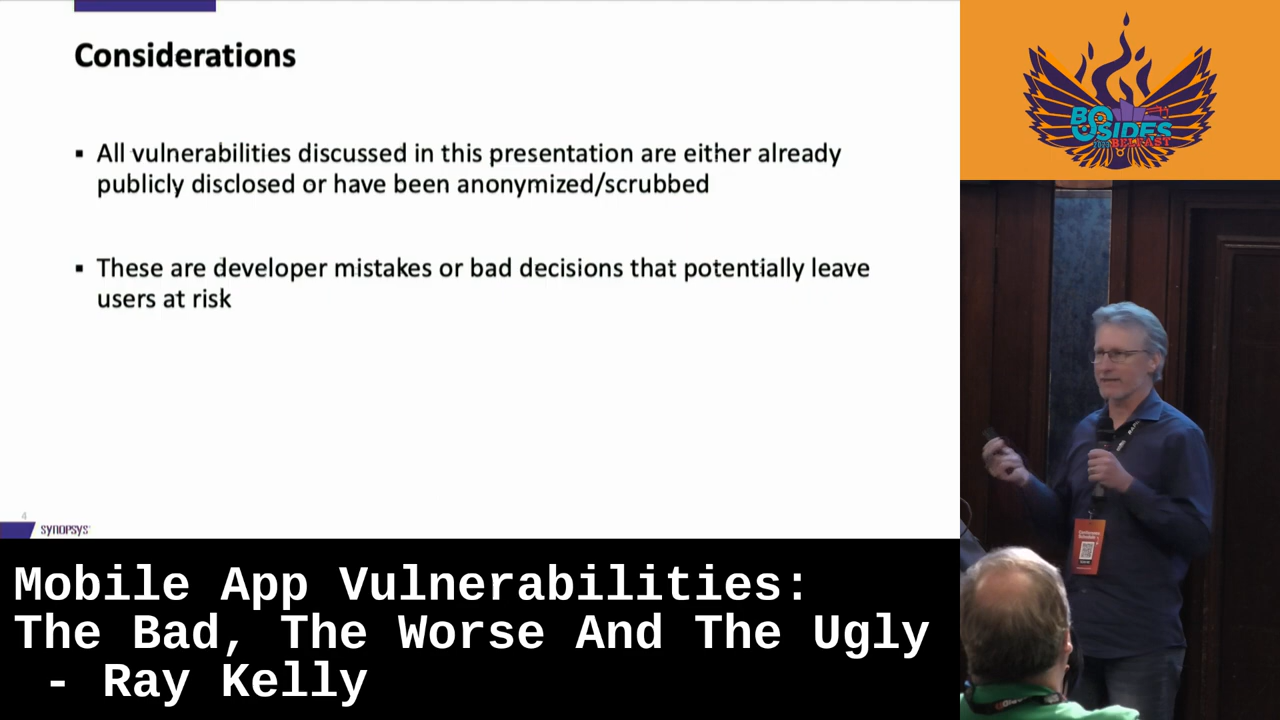 Considerations
▪ All vulnerabilities discussed in this presentation are either already
publicly disclosed or have been anonymized/scrubbed
▪ These are developer mistakes or bad decisions that potentially leave
users at risk
4
SYNOPSYS
BSIDES
BELFAST
Mobile App Vulnerabilities:
The Bad, The Worse And The Ugly
- Ray Kelly